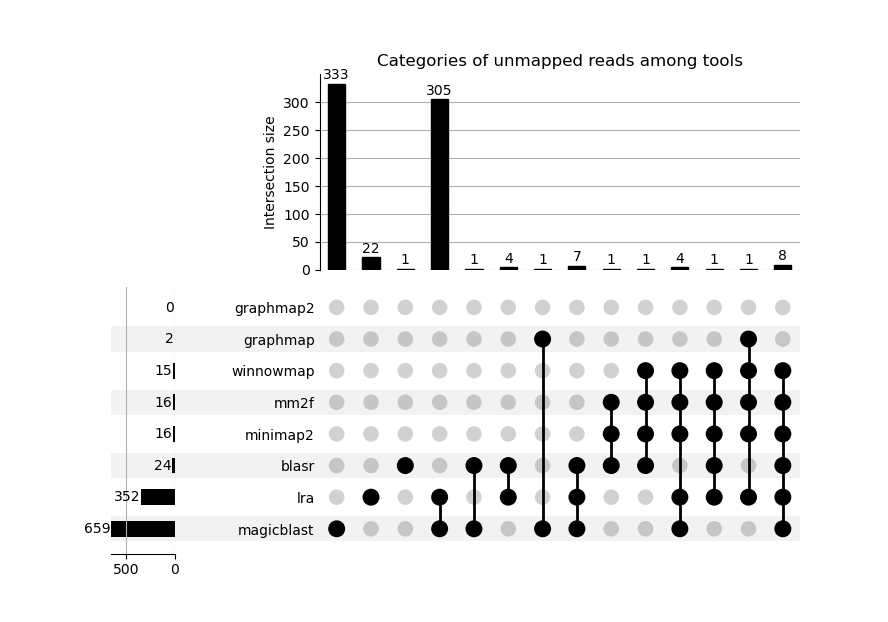 Categories of unmapped reads among tools
333 22 1 305 1 4 1 7 1 1 4 1 1 8
Intersection size
300
250
200
150
100
50
0
0 graphmap2
2 graphmap
15 winnowmap
16 mm2f
16 minimap2
24 blasr
352 lra
659 magicblast
500 0